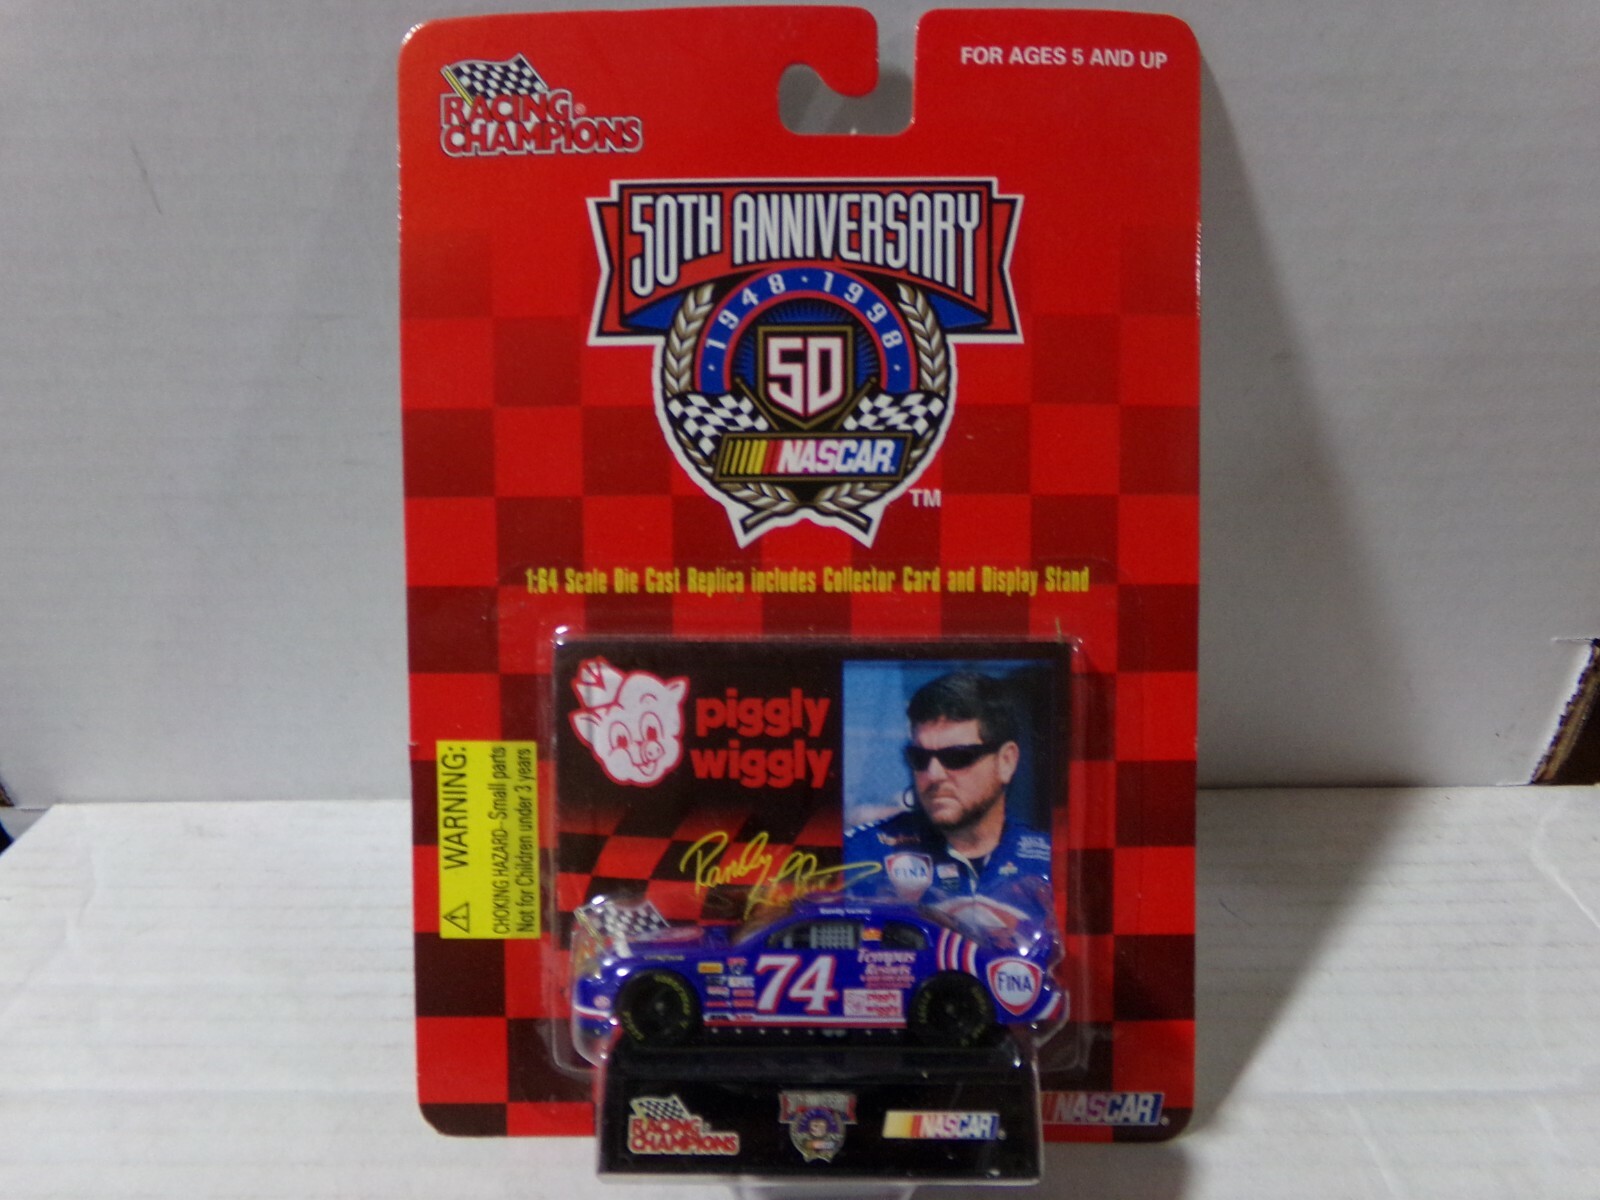 FOR AGES 5 AND UP
RACING
CHAMPIONS
50TH ANNIVERSARY
1948 · 1998
50
NASCAR
TM
1:64 Scale Die Cast Replica includes Collector Card and Display Stand
piggly
wiggly
WARNING:
CHOKING HAZARD-Small parts
Not for Children under 3 years
Randy
FINA
74
Tempus
Resorts
piggly
wiggly
FINA
RACING
CHAMPIONS
50
NASCAR
NASCAR